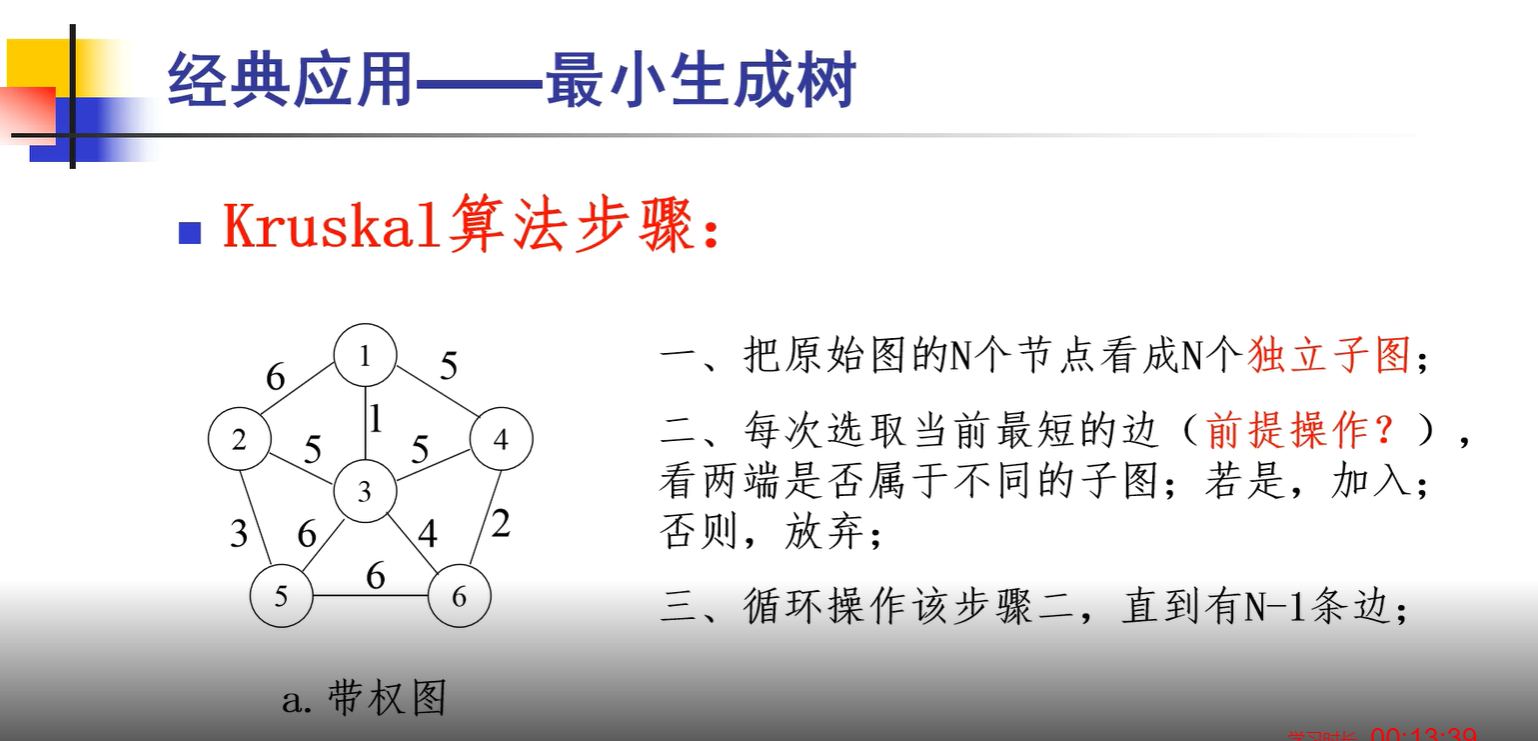 经典应用——最小生成树
Kruskal算法步骤：
1
6
5
1
2
5
5
4
3
3
6
4
2
5
6
6
a. 带权图
一、把原始图的N个节点看成N个独立子图；
二、每次选取当前最短的边（前提操作？），
看两端是否属于不同的子图；若是，加入；
否则，放弃；
三、循环操作该步骤二，直到有N-1条边；
学习时长 00:13:39